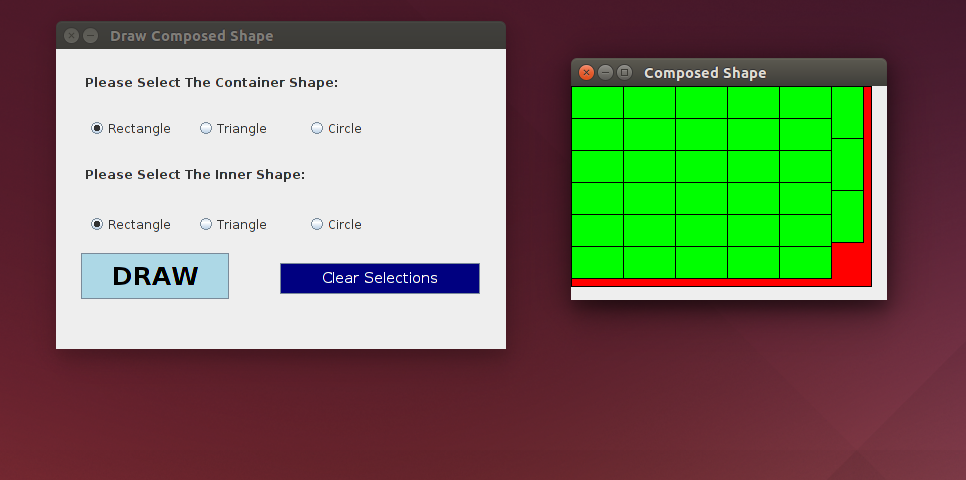 Draw Composed Shape
Please Select The Container Shape:
Rectangle Triangle Circle
Please Select The Inner Shape:
Rectangle Triangle Circle
DRAW Clear Selections
Composed Shape